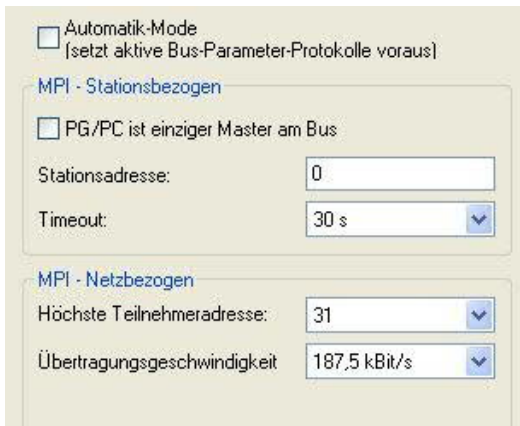 Automatik-Mode
(setzt aktive Bus-Parameter-Protokolle voraus)
MPI - Stationsbezogen
PG/PC ist einziger Master am Bus
Stationsadresse: 0
Timeout: 30 s
MPI - Netzbezogen
Höchste Teilnehmeradresse: 31
Übertragungsgeschwindigkeit 187,5 kBit/s